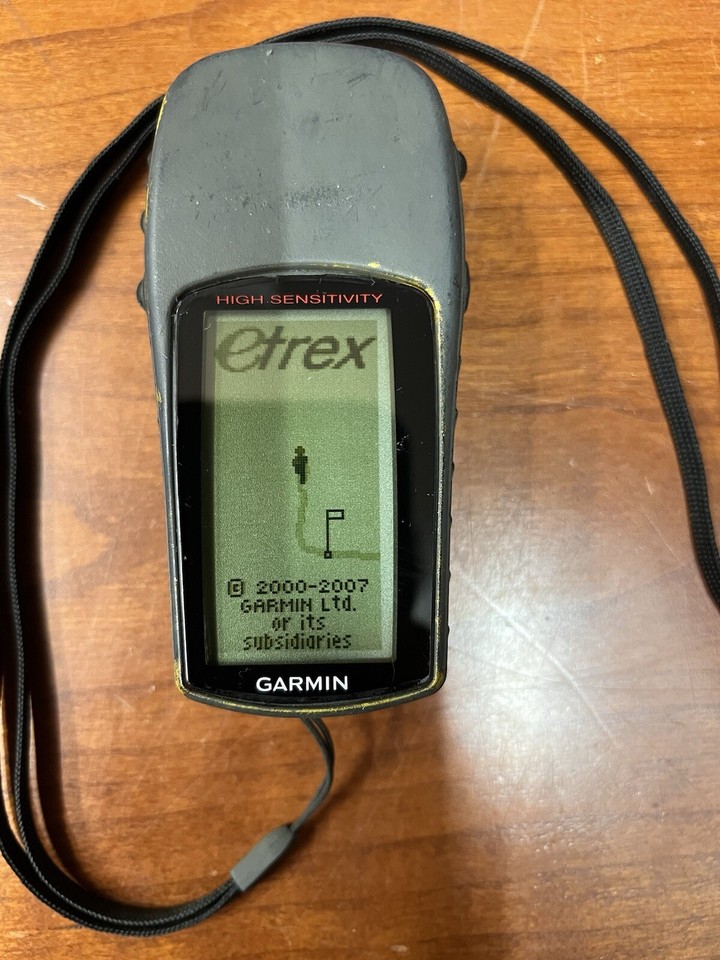 HIGH SENSITIVITY
etrex
© 2000-2007
GARMIN Ltd.
or its
subsidiaries
GARMIN